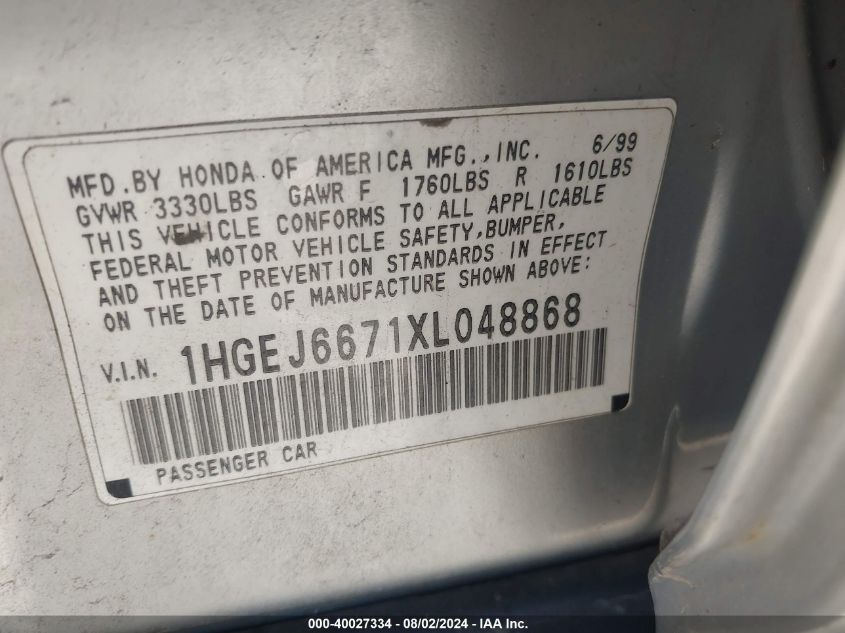 MFD.BY HONDA OF AMERICA MFG.,INC. 6/99
GVWR 3330LBS GAWR F 1760LBS R 1610LBS
THIS VEHICLE CONFORMS TO ALL APPLICABLE
FEDERAL MOTOR VEHICLE SAFETY,BUMPER,
AND THEFT PREVENTION STANDARDS IN EFFECT
ON THE DATE OF MANUFACTURE SHOWN ABOVE:
V.I.N. 1HGEJ6671XL048868
PASSENGER CAR
000-40027334 - 08/02/2024 - IAA Inc.